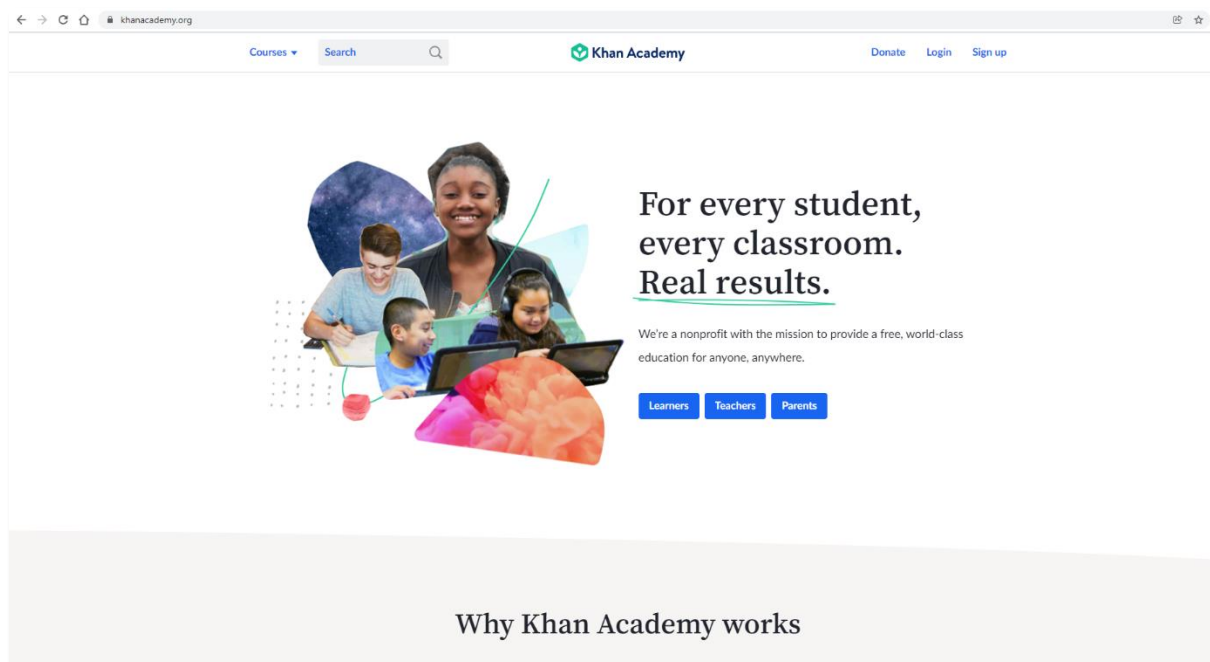 khanacademy.org
Courses Search Khan Academy Donate Login Sign up
For every student,
every classroom.
Real results.
We're a nonprofit with the mission to provide a free, world-class
education for anyone, anywhere.
Learners Teachers Parents
Why Khan Academy works